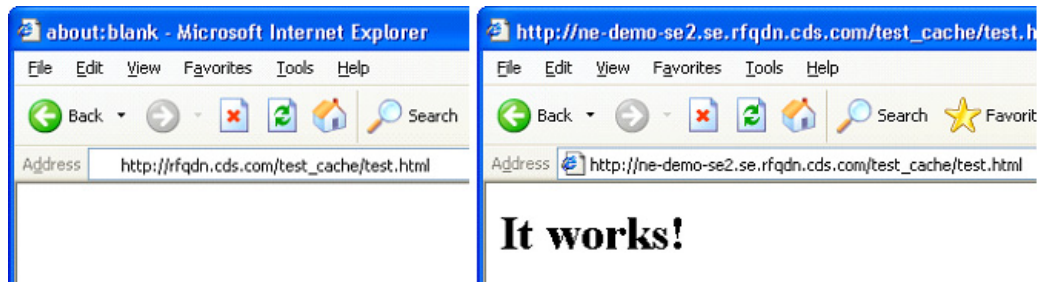 about:blank - Microsoft Internet Explorer
File Edit View Favorites Tools Help
Back Search
Address http://rfqdn.cds.com/test_cache/test.html
http://ne-demo-se2.se.rfqdn.cds.com/test_cache/test.h
File Edit View Favorites Tools Help
Back Search Favorit
Address http://ne-demo-se2.se.rfqdn.cds.com/test_cache/test.html
It works!